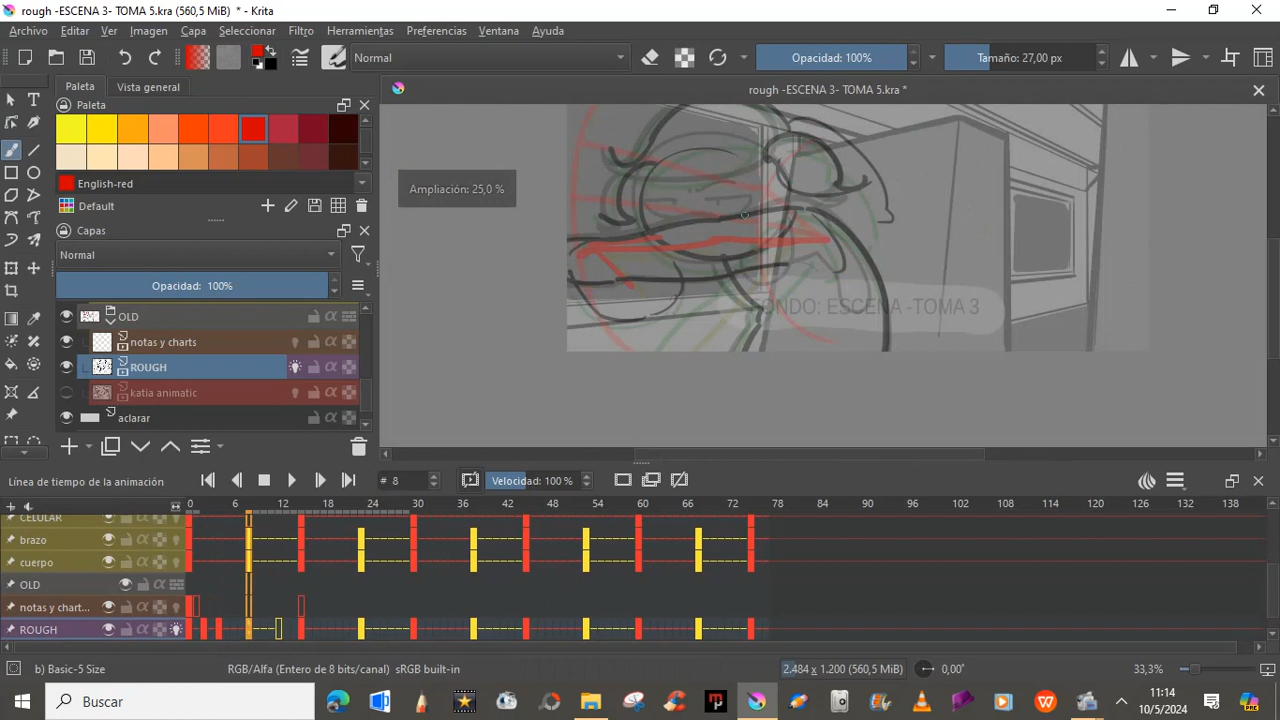 rough -ESCENA 3- TOMA 5.kra (560,5 MiB) * - Krita
Archivo Editar Ver Imagen Capa Seleccionar Filtro Herramientas Preferencias Ventana Ayuda
Normal
Opacidad: 100%
Tamaño: 27,00 px
Paleta Vista general
rough -ESCENA 3- TOMA 5.kra *
Paleta
Ampliación: 25,0 %
English-red
Default
Capas
Normal
Opacidad: 100%
ONDO: ESCENA -TOMA 3
OLD
notas y charts
ROUGH
katia animatic
aclarar
Línea de tiempo de la animación
# 8
Velocidad: 100 %
0 6 12 24 30 36 42 48 54 60 66 72 78 84 90 96 102 108 114 120 126 132 138
CELULAR
brazo
cuerpo
OLD
notas y chart...
ROUGH
b) Basic-5 Size
RGB/Alfa (Entero de 8 bits/canal) sRGB built-in
2.484 x 1.200 (560,5 MiB)
0,00°
33,3%
Buscar
11:14
10/5/2024
PRE